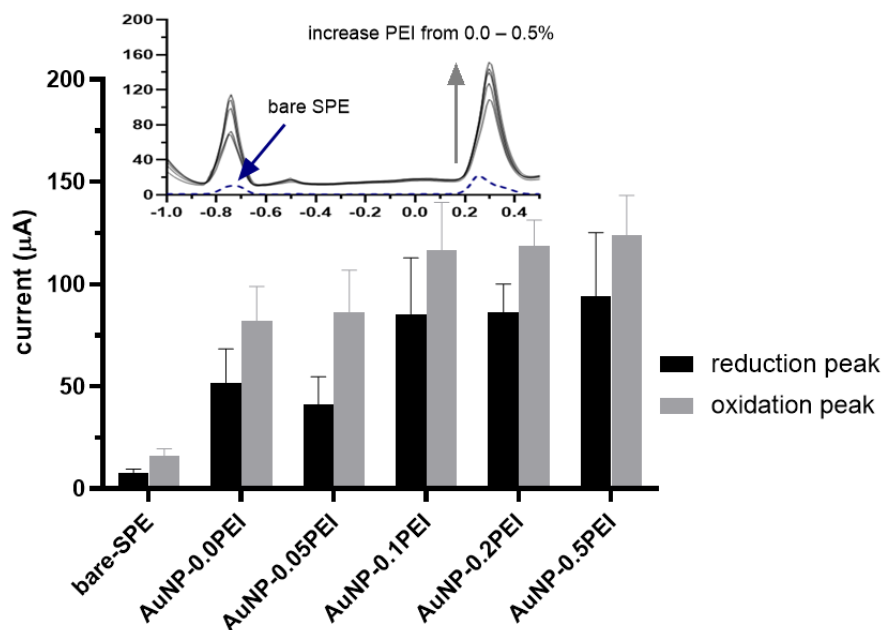 200
160
120
80
40
0
-1.0
-0.8
-0.6
-0.4
-0.2
0.0
0.2
0.4
increase PEI from 0.0 – 0.5%
bare SPE
current (µA)
200
150
100
50
0
bare-SPE
AuNP-0.0PEI
AuNP-0.05PEI
AuNP-0.1PEI
AuNP-0.2PEI
AuNP-0.5PEI
reduction peak
oxidation peak